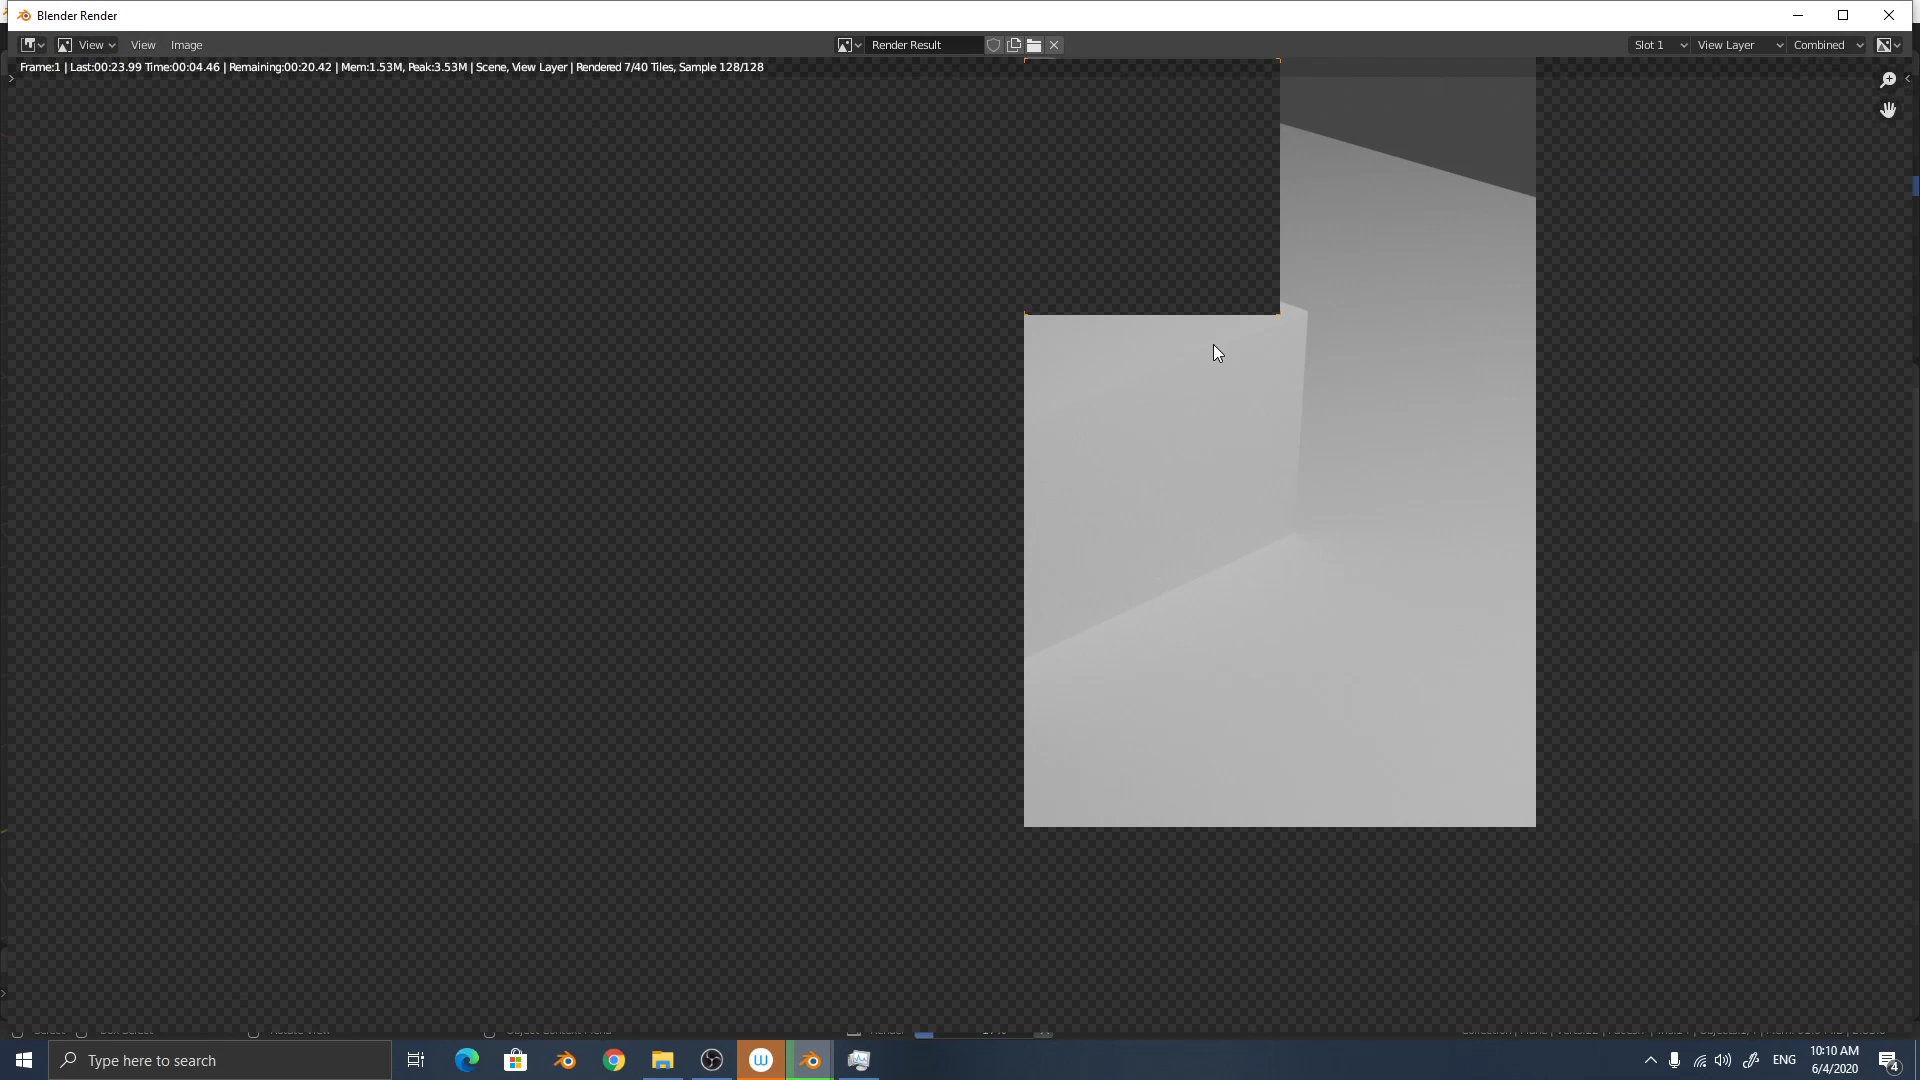 Blender Render
View View Image Render Result Slot 1 View Layer Combined
Frame:1 | Last:00:23.99 Time:00:04.46 | Remaining:00:20.42 | Mem:1.53M, Peak:3.53M | Scene, View Layer | Rendered 7/40 Tiles, Sample 128/128
Type here to search
W
ENG
10:10 AM
6/4/2020
4